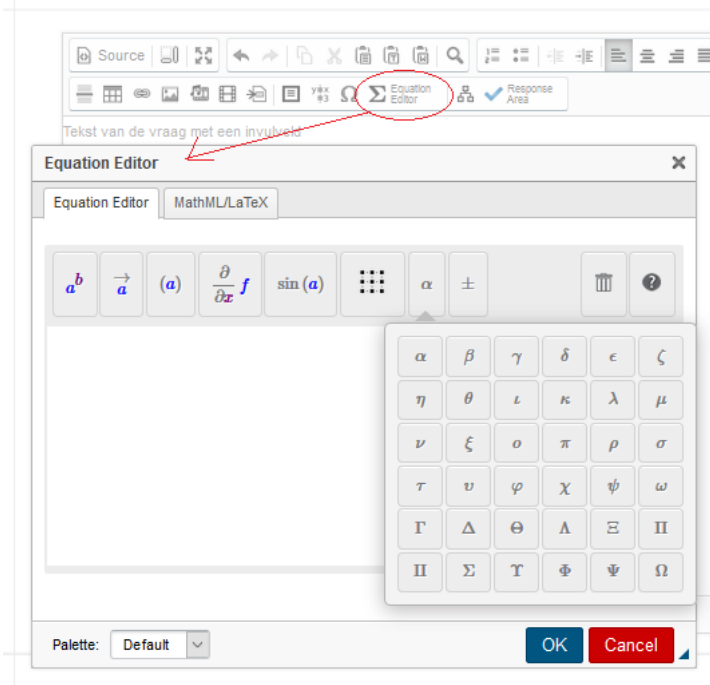 Source
Equation Editor
Response Area
Tekst van de vraag met een invulveld
Equation Editor
Equation Editor MathML/LaTeX
a^b →a (a) ∂/∂x f sin (a) α ± ?
α β γ δ ϵ ζ
η θ ι κ λ μ
ν ξ ο π ρ σ
τ υ φ χ ψ ω
Γ Δ Θ Λ Ξ Π
Π Σ ϒ Φ Ψ Ω
Palette: Default OK Cancel